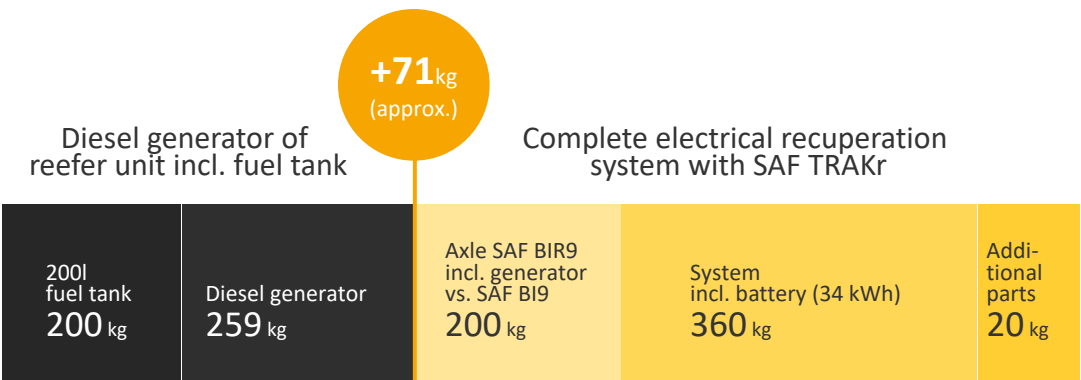 +71kg
(approx.)
Diesel generator of
reefer unit incl. fuel tank
Complete electrical recuperation
system with SAF TRAKr
200l
fuel tank
200 kg
Diesel generator
259 kg
Axle SAF BIR9
incl. generator
vs. SAF BI9
200 kg
System
incl. battery (34 kWh)
360 kg
Addi-
tional
parts
20 kg